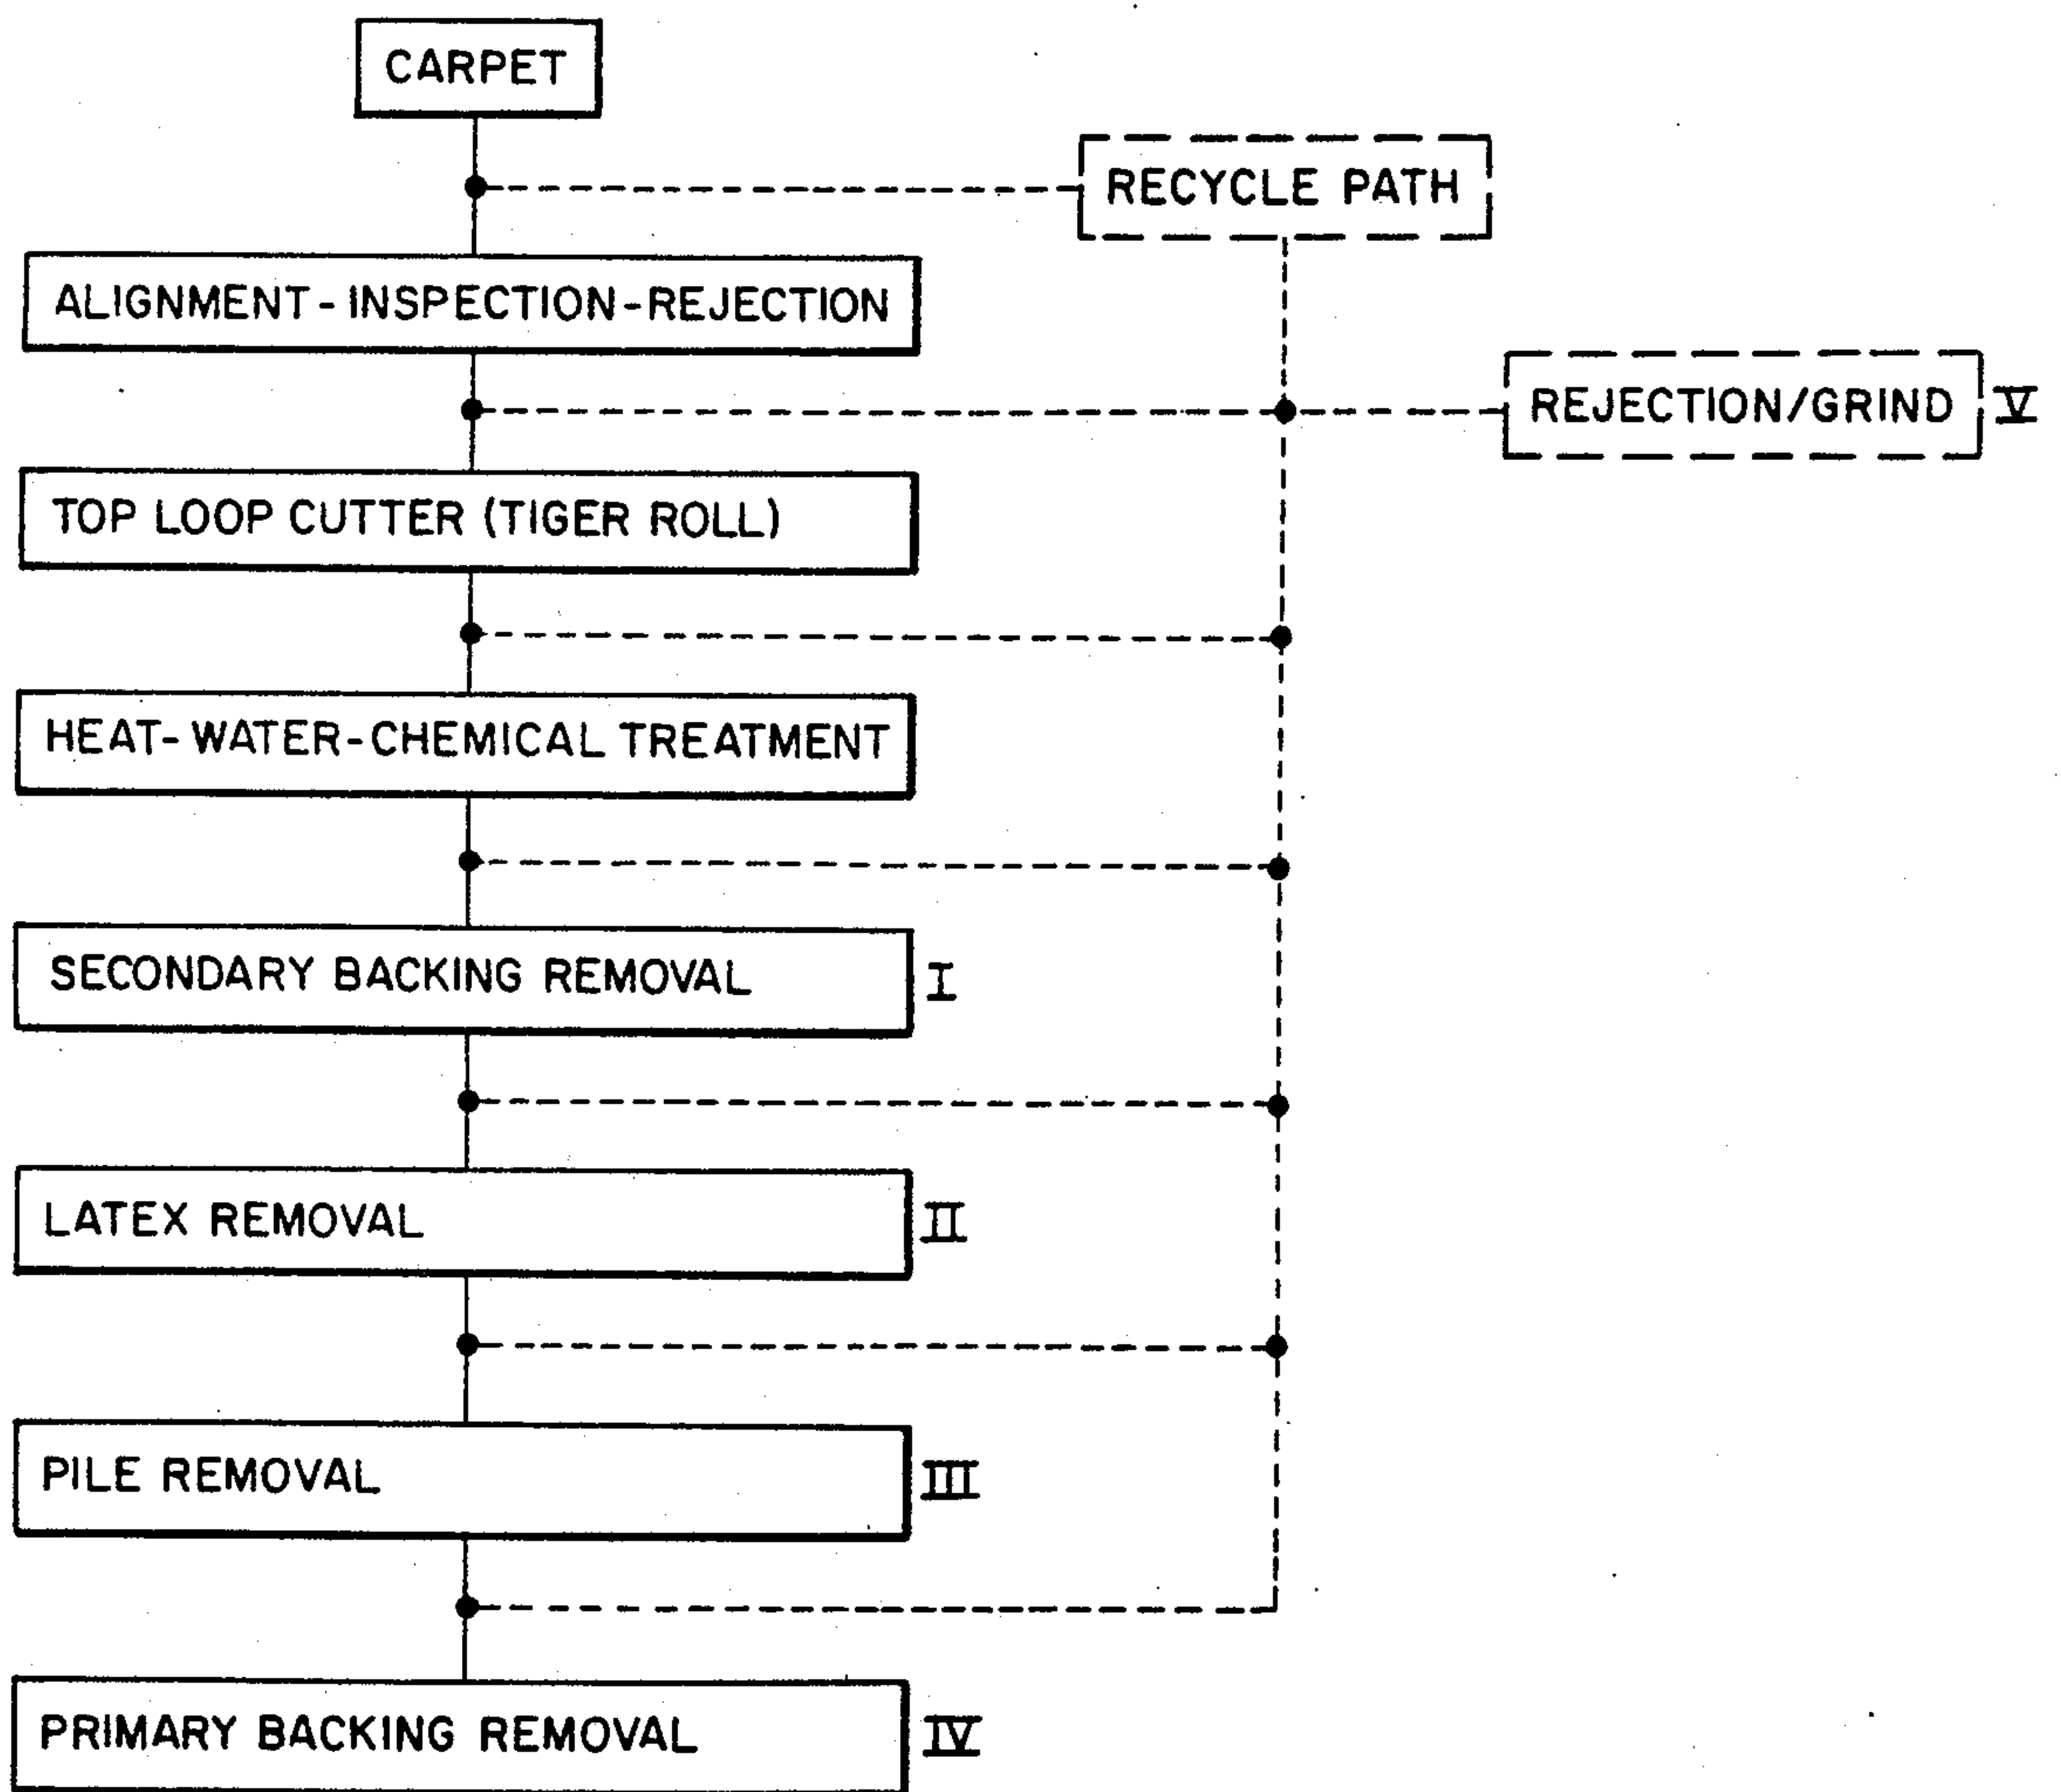 CARPET
RECYCLE PATH
ALIGNMENT-INSPECTION-REJECTION
REJECTION/GRIND V
TOP LOOP CUTTER (TIGER ROLL)
HEAT-WATER-CHEMICAL TREATMENT
SECONDARY BACKING REMOVAL I
LATEX REMOVAL II
PILE REMOVAL III
PRIMARY BACKING REMOVAL IV